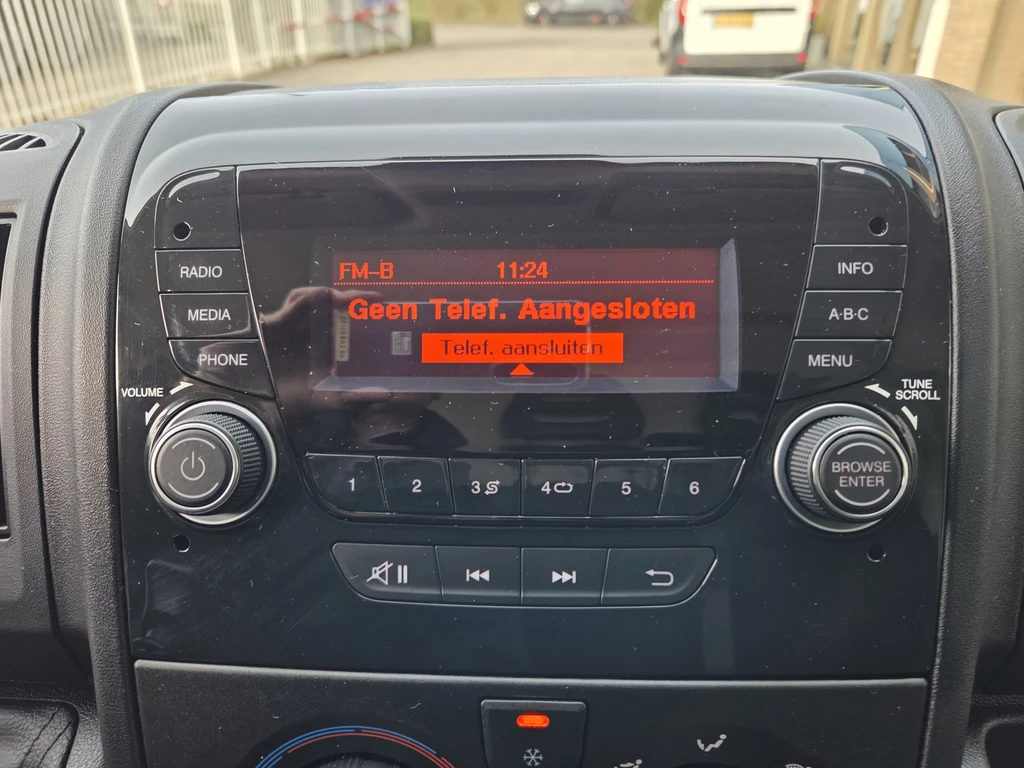 FM-B 11:24
Geen Telef. Aangesloten
Telef. aansluiten
RADIO
MEDIA
PHONE
VOLUME
INFO
A·B·C
MENU
TUNE
SCROLL
BROWSE
ENTER
1 2 3 4 5 6